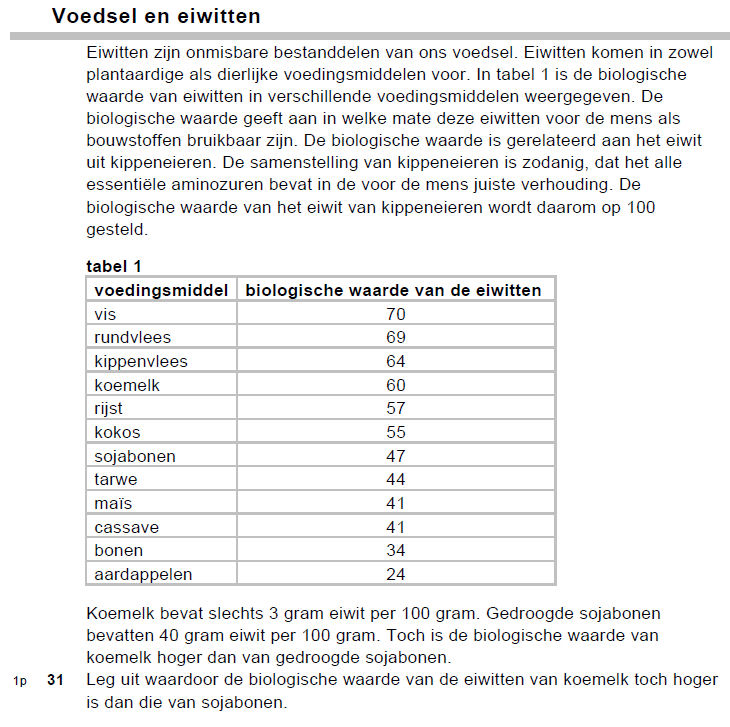 Voedsel en eiwitten
Eiwitten zijn onmisbare bestanddelen van ons voedsel. Eiwitten komen in zowel
plantaardige als dierlijke voedingsmiddelen voor. In tabel 1 is de biologische
waarde van eiwitten in verschillende voedingsmiddelen weergegeven. De
biologische waarde geeft aan in welke mate deze eiwitten voor de mens als
bouwstoffen bruikbaar zijn. De biologische waarde is gerelateerd aan het eiwit
uit kippeneieren. De samenstelling van kippeneieren is zodanig, dat het alle
essentiële aminozuren bevat in de voor de mens juiste verhouding. De
biologische waarde van het eiwit van kippeneieren wordt daarom op 100
gesteld.
tabel 1
voedingsmiddel biologische waarde van de eiwitten
vis 70
rundvlees 69
kippenvlees 64
koemelk 60
rijst 57
kokos 55
sojabonen 47
tarwe 44
maïs 41
cassave 41
bonen 34
aardappelen 24
Koemelk bevat slechts 3 gram eiwit per 100 gram. Gedroogde sojabonen
bevatten 40 gram eiwit per 100 gram. Toch is de biologische waarde van
koemelk hoger dan van gedroogde sojabonen.
1p 31 Leg uit waardoor de biologische waarde van de eiwitten van koemelk toch hoger
is dan die van sojabonen.